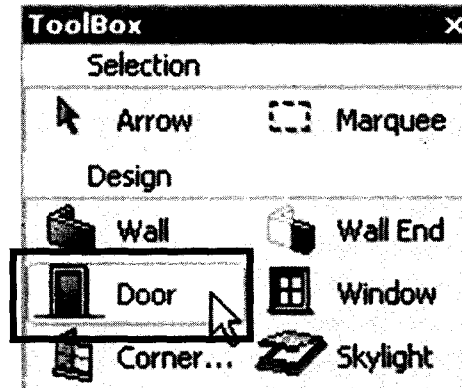 ToolBox
Selection
Arrow Marquee
Design
Wall Wall End
Door Window
Corner... Skylight